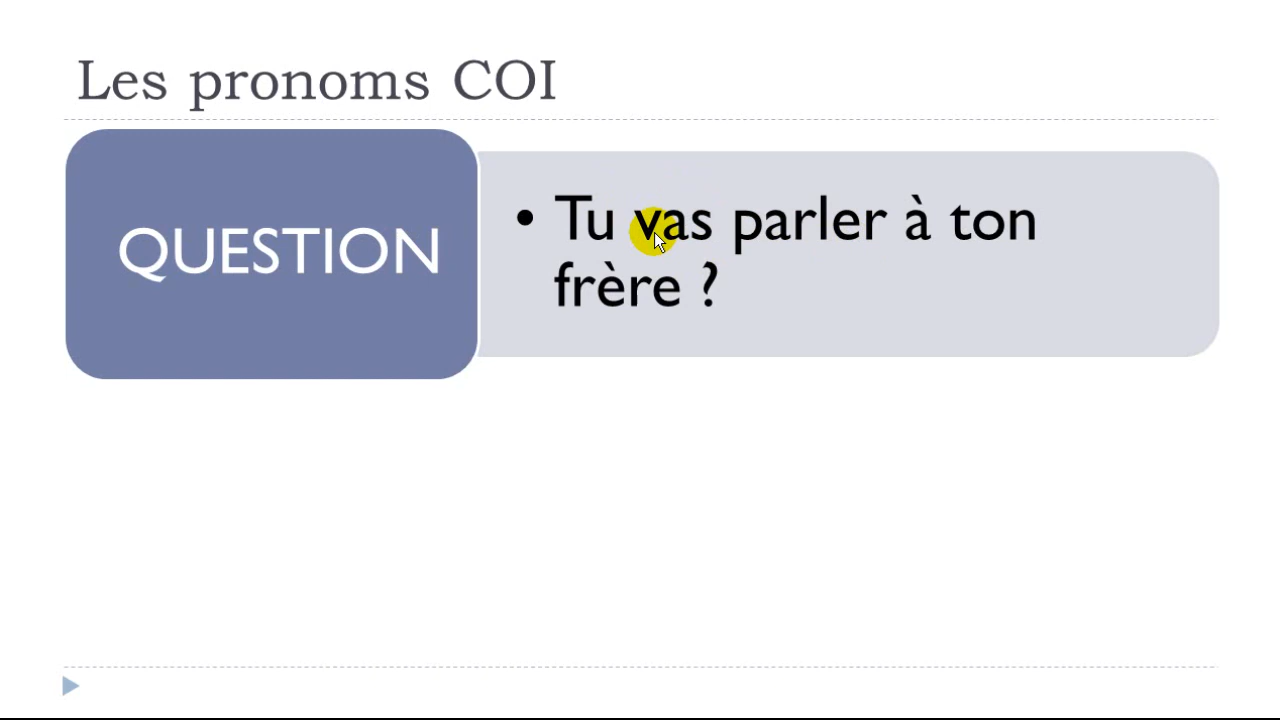 Les pronoms COI
QUESTION
• Tu vas parler à ton
frère ?